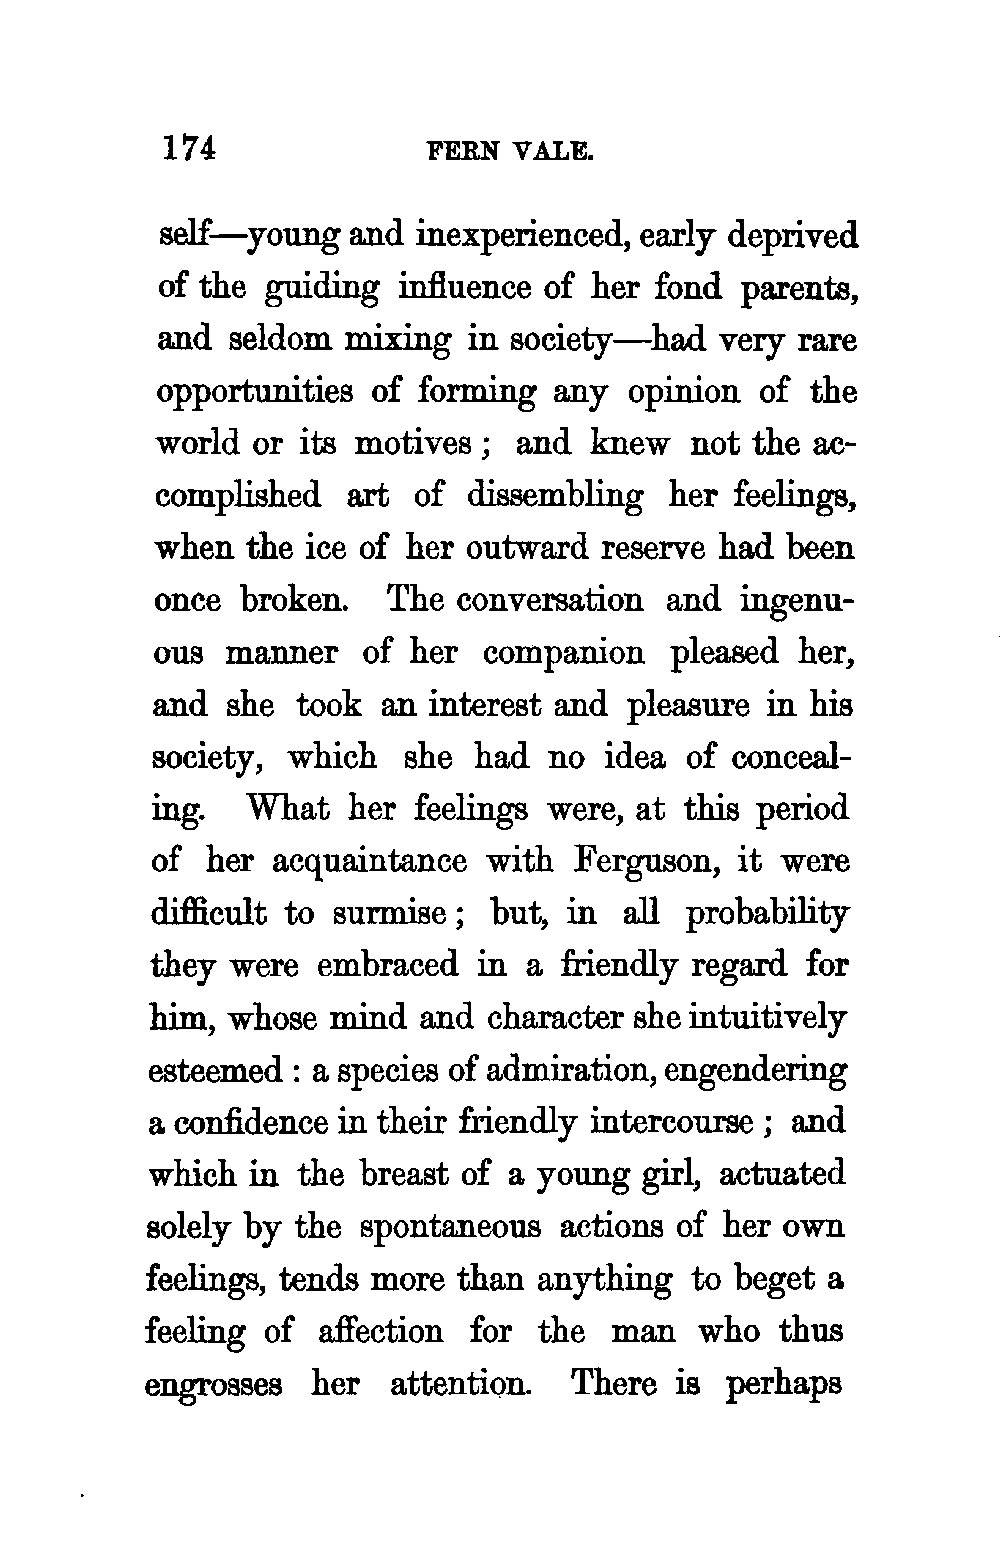 174 FERN VALE.
self—young and inexperienced, early deprived
of the guiding influence of her fond parents,
and seldom mixing in society—had very rare
opportunities of forming any opinion of the
world or its motives ; and knew not the ac-
complished art of dissembling her feelings,
when the ice of her outward reserve had been
once broken. The conversation and ingenu-
ous manner of her companion pleased her,
and she took an interest and pleasure in his
society, which she had no idea of conceal-
ing. What her feelings were, at this period
of her acquaintance with Ferguson, it were
difficult to surmise ; but, in all probability
they were embraced in a friendly regard for
him, whose mind and character she intuitively
esteemed : a species of admiration, engendering
a confidence in their friendly intercourse ; and
which in the breast of a young girl, actuated
solely by the spontaneous actions of her own
feelings, tends more than anything to beget a
feeling of affection for the man who thus
engrosses her attention. There is perhaps